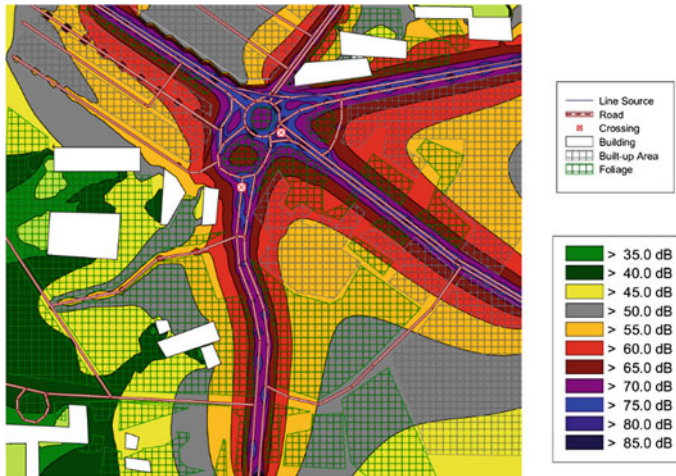 Line Source
Road
Crossing
Building
Built-up Area
Foliage
> 35.0 dB
> 40.0 dB
> 45.0 dB
> 50.0 dB
> 55.0 dB
> 60.0 dB
> 65.0 dB
> 70.0 dB
> 75.0 dB
> 80.0 dB
> 85.0 dB